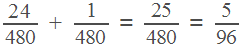 24/480 + 1/480 = 25/480 = 5/96